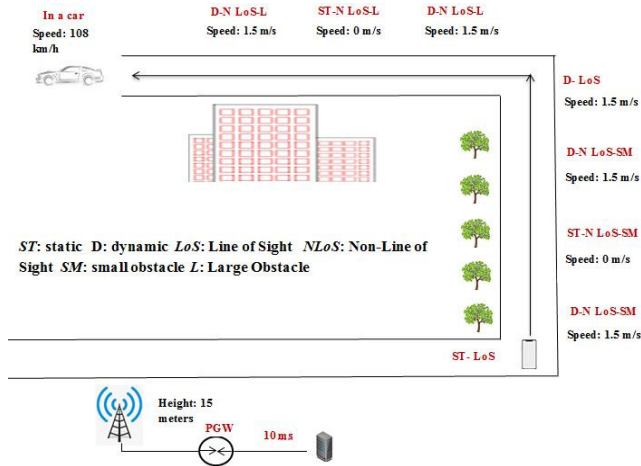 In a car
Speed: 108
km/h
D-N LoS-L
Speed: 1.5 m/s
ST-N LoS-L
Speed: 0 m/s
D-N LoS-L
Speed: 1.5 m/s
D- LoS
Speed: 1.5 m/s
D-N LoS-SM
Speed: 1.5 m/s
ST-N LoS-SM
Speed: 0 m/s
D-N LoS-SM
Speed: 1.5 m/s
ST: static D: dynamic LoS: Line of Sight NLoS: Non-Line of
Sight SM: small obstacle L: Large Obstacle
ST- LoS
Height: 15
meters
PGW
10ms